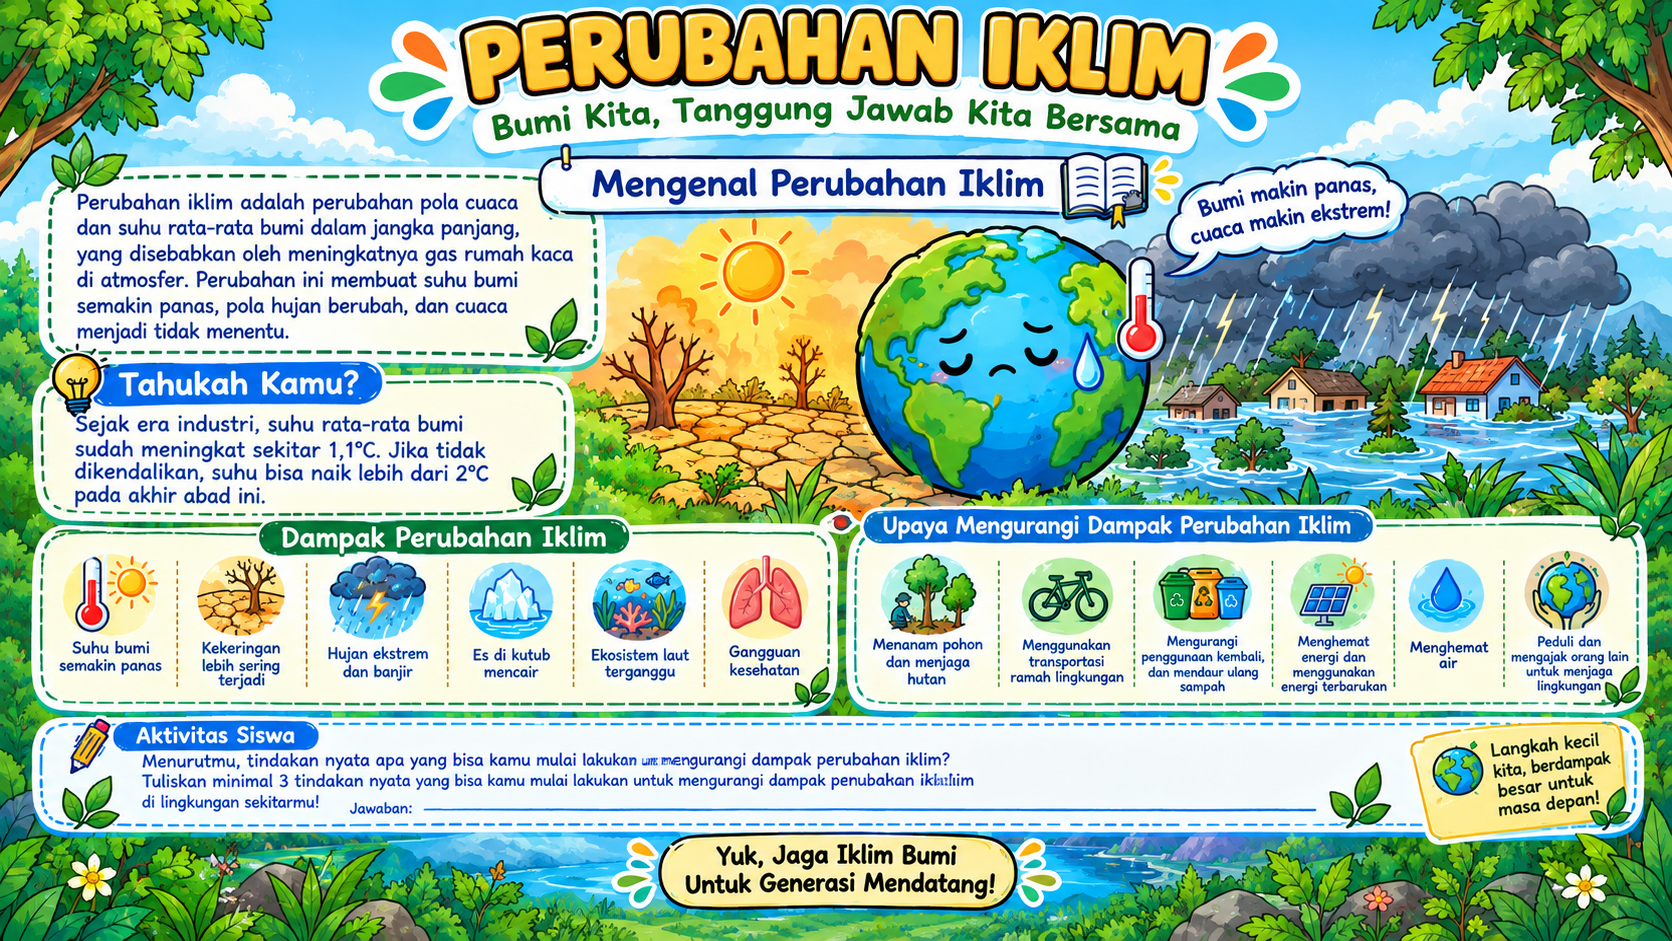 PERUBAHAN IKLIM
Bumi Kita, Tanggung Jawab Kita Bersama
Mengenal Perubahan Iklim
Perubahan iklim adalah perubahan pola cuaca
dan suhu rata-rata bumi dalam jangka panjang,
yang disebabkan oleh meningkatnya gas rumah kaca
di atmosfer. Perubahan ini membuat suhu bumi
semakin panas, pola hujan berubah, dan cuaca
menjadi tidak menentu.
Bumi makin panas,
cuaca makin ekstrem!
Tahukah Kamu?
Sejak era industri, suhu rata-rata bumi
sudah meningkat sekitar 1,1°C. Jika tidak
dikendalikan, suhu bisa naik lebih dari 2°C
pada akhir abad ini.
Dampak Perubahan Iklim
Suhu bumi
semakin panas
Kekeringan
lebih sering
terjadi
Hujan ekstrem
dan banjir
Es di kutub
mencair
Ekosistem laut
terganggu
Gangguan
kesehatan
Upaya Mengurangi Dampak Perubahan Iklim
Menanam pohon
dan menjaga
hutan
Menggunakan
transportasi
ramah lingkungan
Mengurangi
penggunaan kembali,
dan mendaur ulang
sampah
Menghemat
energi dan
menggunakan
energi terbarukan
Menghemat
air
Peduli dan
mengajak orang lain
untuk menjaga
lingkungan
Aktivitas Siswa
Menurutmu, tindakan nyata apa yang bisa kamu mulai lakukan mengurangi dampak perubahan iklim?
Tuliskan minimal 3 tindakan nyata yang bisa kamu mulai lakukan untuk mengurangi dampak penubahan
di lingkungan sekitarmu!
Jawaban:
Langkah kecil
kita, berdampak
besar untuk
masa depan!
Yuk, Jaga Iklim Bumi
Untuk Generasi Mendatang!